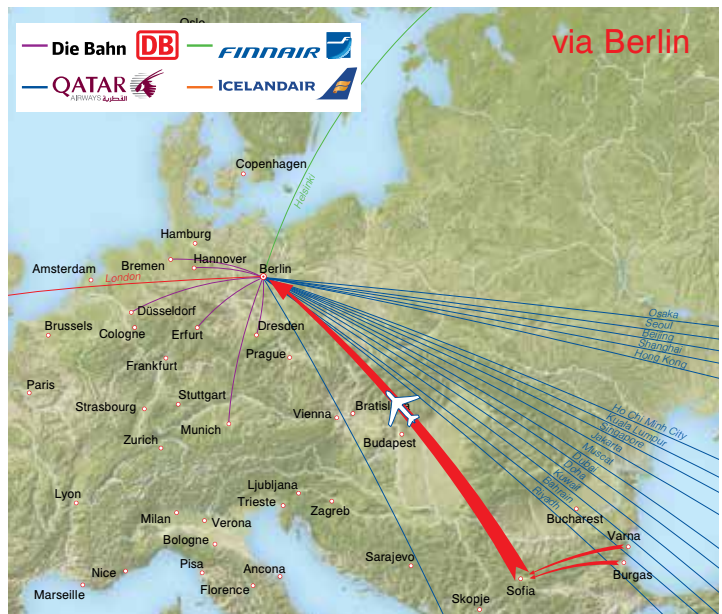 Oslo
via Berlin
Die Bahn DB
FINNAIR
QATAR
AIRWAYS القطرية
ICELANDAIR
Copenhagen
Helsinki
Hamburg
Bremen
Hannover
Berlin
Amsterdam
London
Düsseldorf
Brussels
Cologne
Erfurt
Dresden
Frankfurt
Prague
Paris
Strasbourg
Stuttgart
Munich
Zurich
Vienna
Budapest
Osaka
Seoul
Beijing
Shanghai
Hong Kong
Ho Chi Minh City
Kuala Lumpur
Singapore
Jakarta
Muscat
Dubai
Doha
Kuwait
Bahrain
Riyadh
Lyon
Ljubljana
Trieste
Zagreb
Milan
Verona
Bologne
Bucharest
Varna
Sarajevo
Burgas
Nice
Pisa
Ancona
Marseille
Florence
Sofia
Skopje